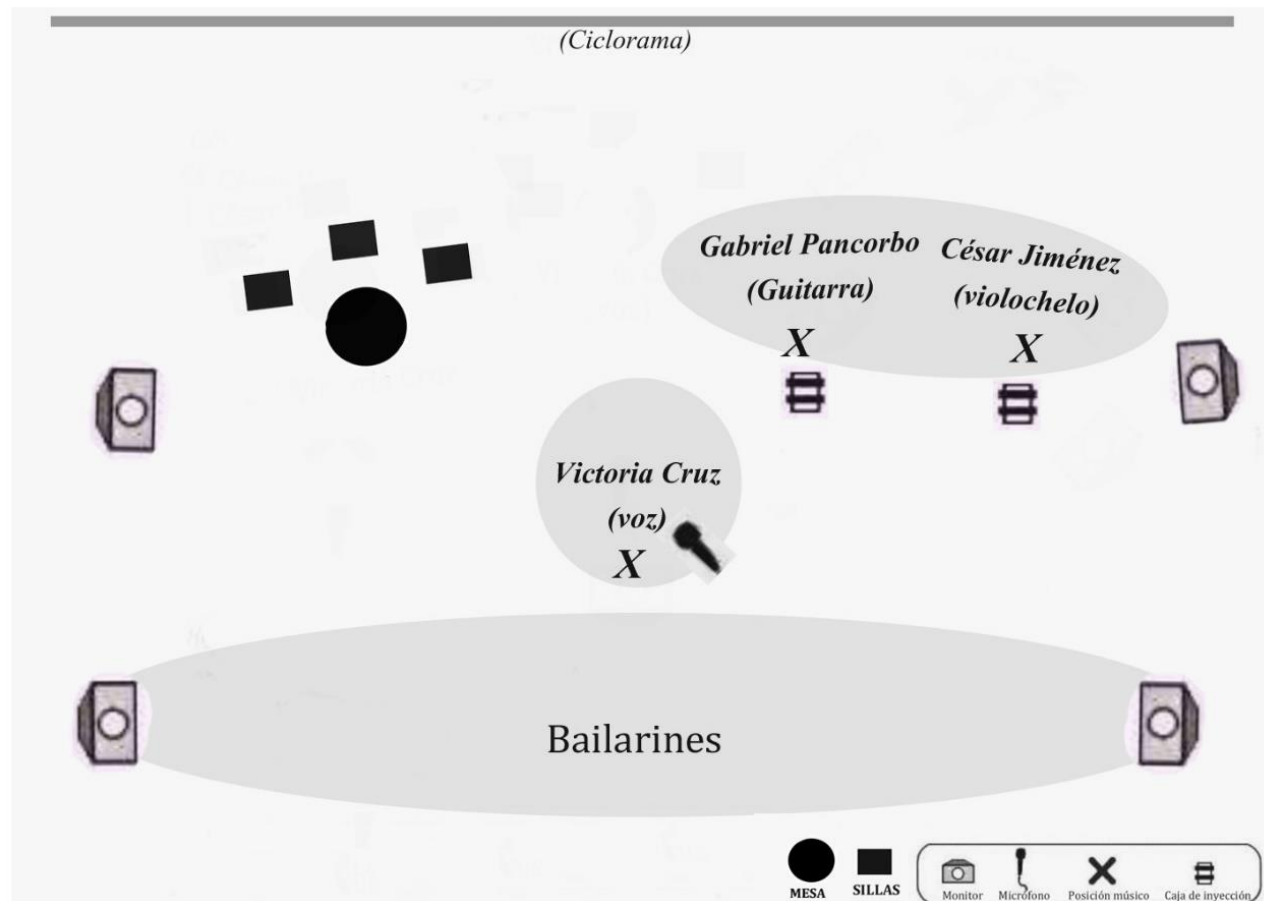 (Ciclorama)
Gabriel Pancorbo
(Guitarra)
X
César Jiménez
(violochelo)
X
Victoria Cruz
(voz)
X
Bailarines
MESA
SILLAS
Monitor
Micrófono
Posición músico
Caja de inyección